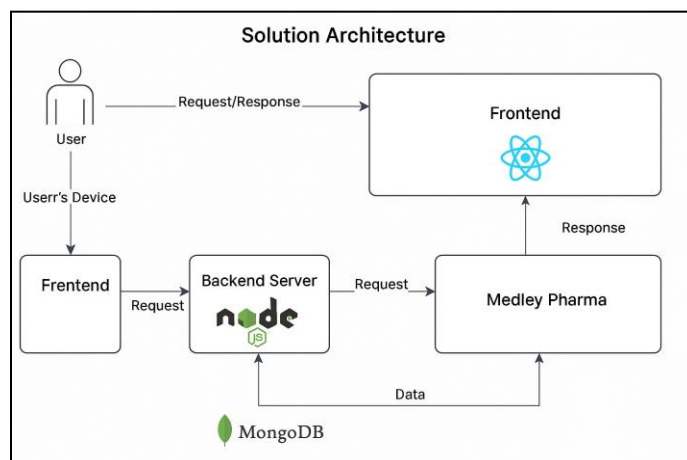 Solution Architecture
User
Request/Response
Frontend
Userr's Device
Response
Frentend
Request
Backend Server
node
JS
Request
Medley Pharma
Data
MongoDB